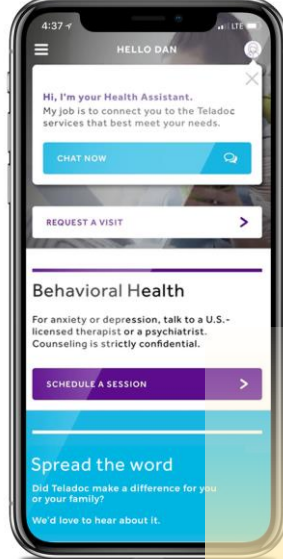 4:37
LTE
HELLO DAN
Hi, I'm your Health Assistant.
My job is to connect you to the Teladoc
services that best meet your needs.
CHAT NOW
REQUEST A VISIT
Behavioral Health
For anxiety or depression, talk to a U.S.-
licensed therapist or a psychiatrist.
Counseling is strictly confidential.
SCHEDULE A SESSION
Spread the word
Did Teladoc make a difference for you
or your family?
We'd love to hear about it.